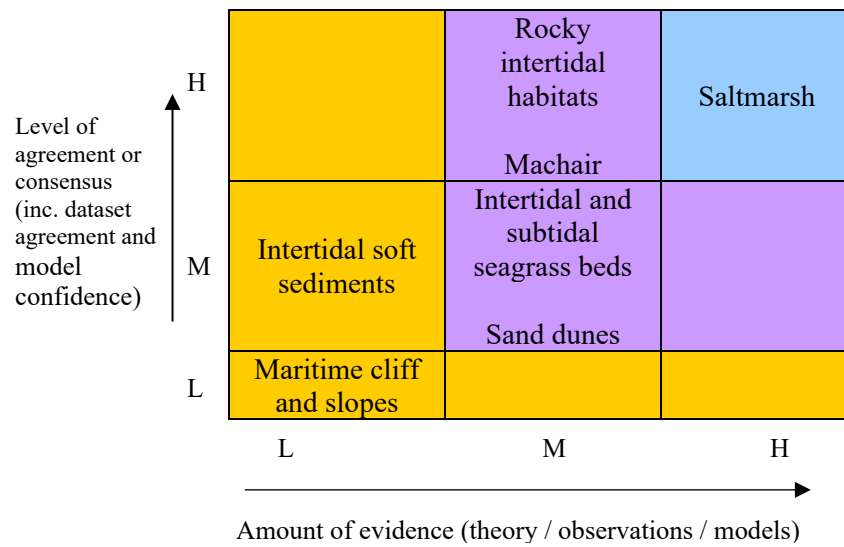 Rocky
intertidal
habitats
Machair
H
Saltmarsh
Level of
agreement or
consensus
(inc. dataset
agreement and
model
confidence)
Intertidal and
subtidal
seagrass beds
Sand dunes
M
Intertidal soft
sediments
L
Maritime cliff
and slopes
L
M
H
Amount of evidence (theory / observations / models)